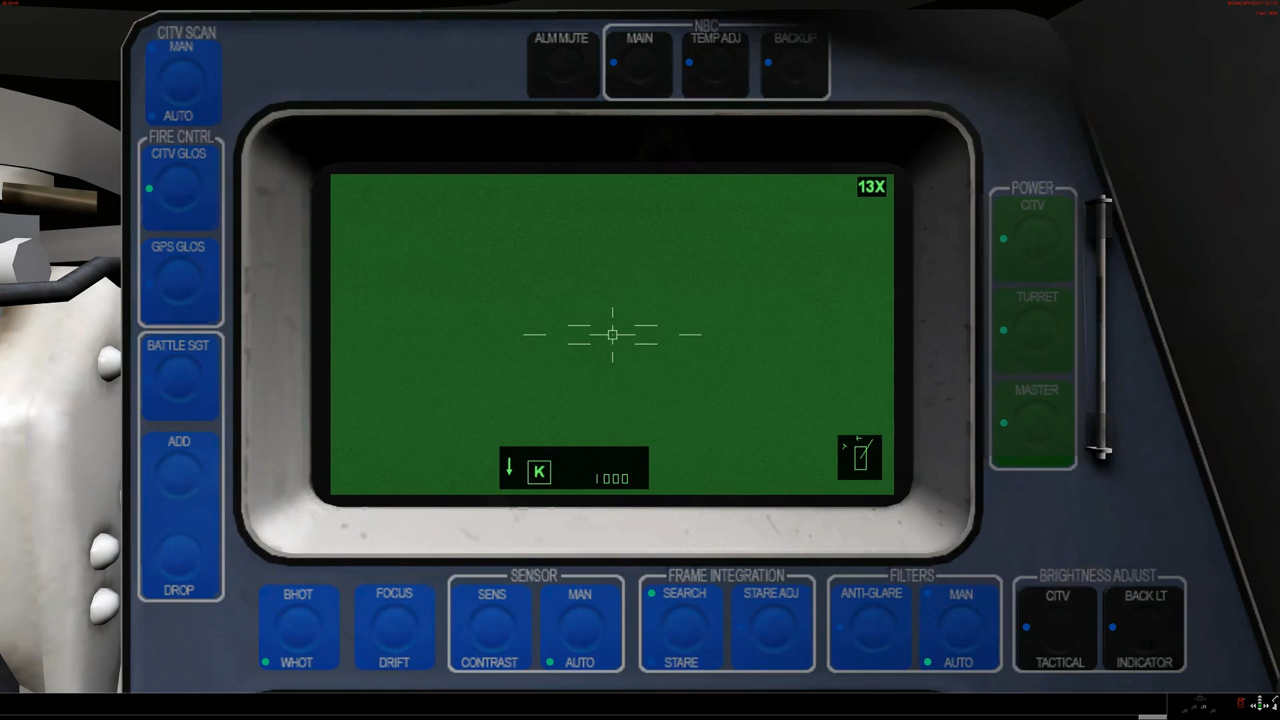 CITV SCAN
MAN
AUTO
FIRE CNTRL
CITV GLOS
GPS GLOS
BATTLE SGT
ADD
DROP
NBC
ALM MUTE
MAIN
TEMP ADJ
BACKUP
13X
K
1000
POWER
CITV
TURRET
MASTER
BHOT
WHOT
FOCUS
DRIFT
SENSOR
SENS
CONTRAST
MAN
AUTO
FRAME INTEGRATION
SEARCH
STARE
STARE ADJ
FILTERS
ANTI-GLARE
MAN
AUTO
BRIGHTNESS ADJUST
CITV
TACTICAL
BACK LT
INDICATOR